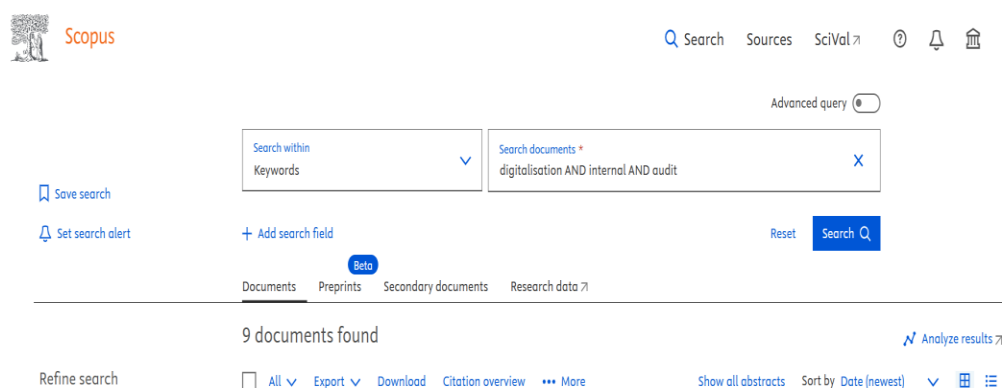 Scopus
Search Sources SciVal
Advanced query
Search within
Keywords
Search documents *
digitalisation AND internal AND audit
Save search
Set search alert
+ Add search field
Reset
Search
Beta
Documents Preprints Secondary documents Research data
9 documents found
Analyze results
Refine search
All Export Download Citation overview ••• More
Show all abstracts Sort by Date (newest)